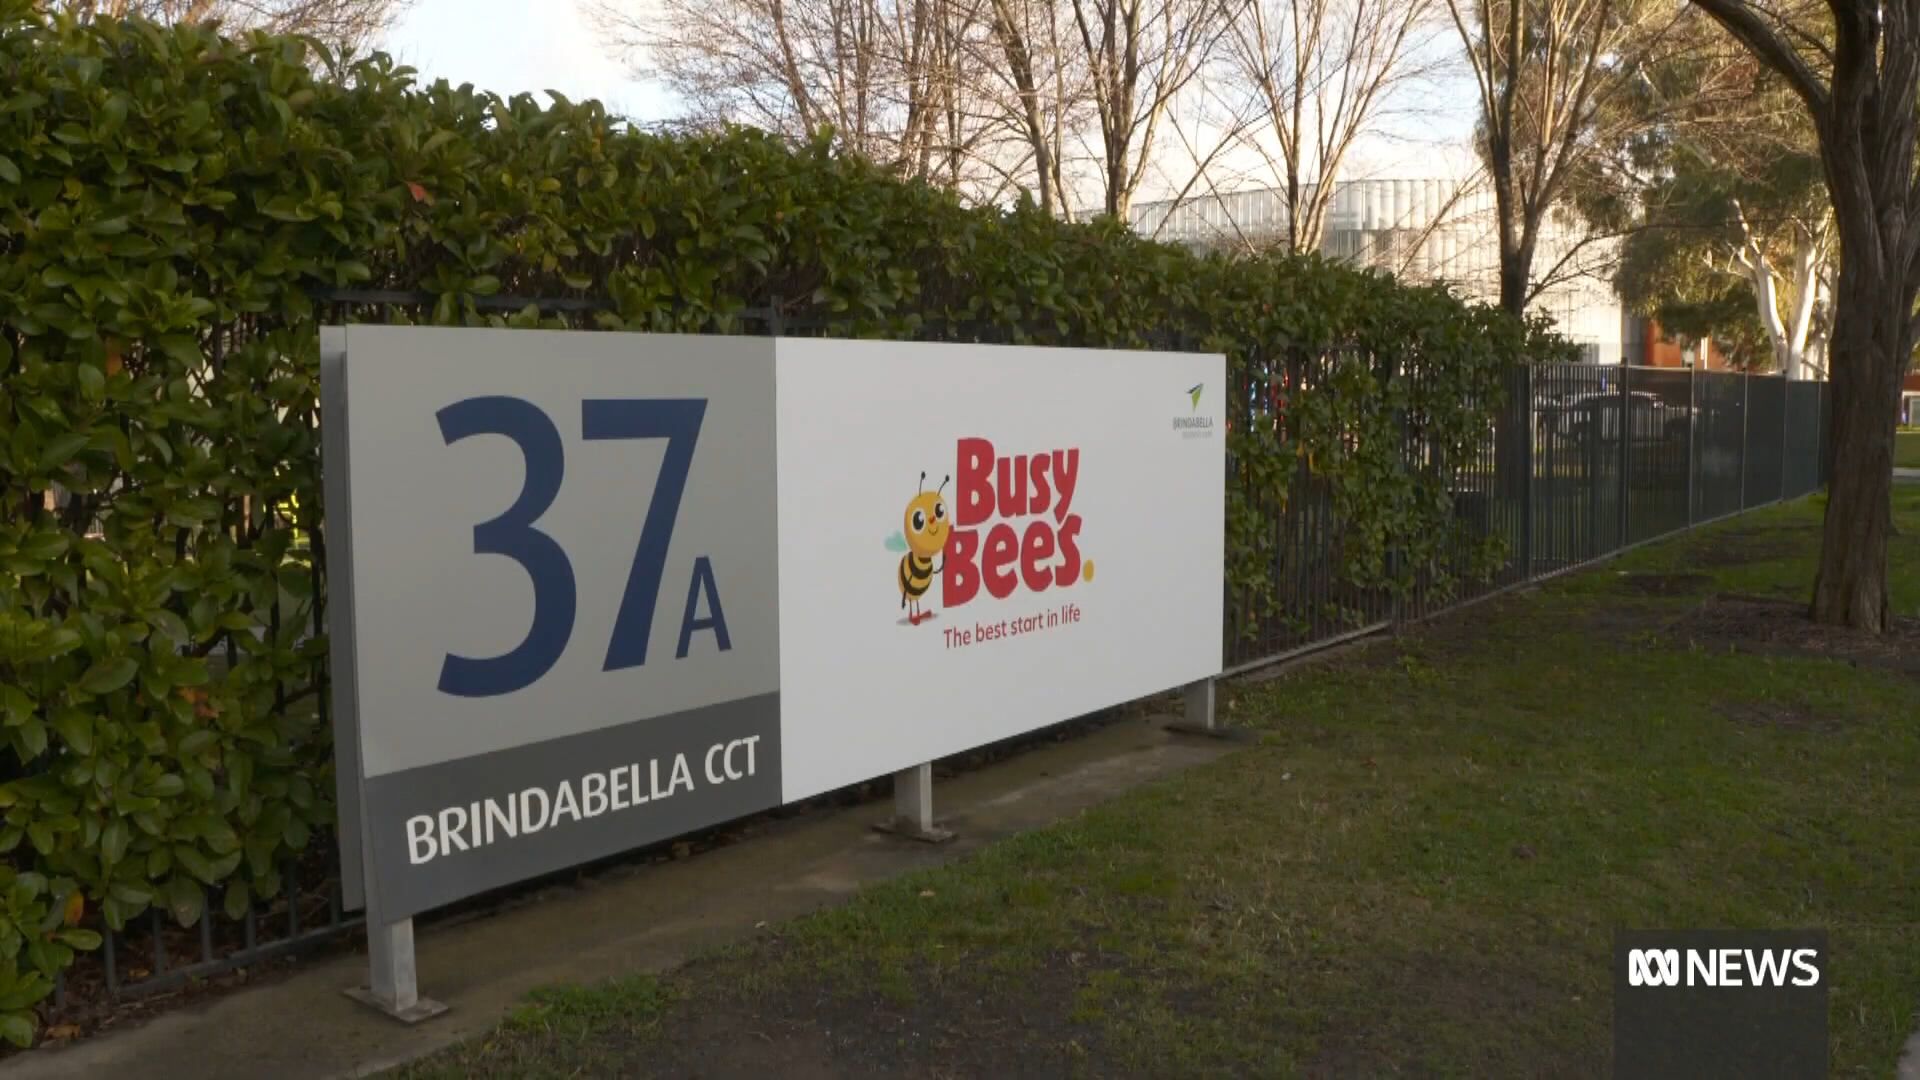 37A
BRINDABELLA CCT
BRINDABELLA
Busy
Bees
The best start in life
NEWS